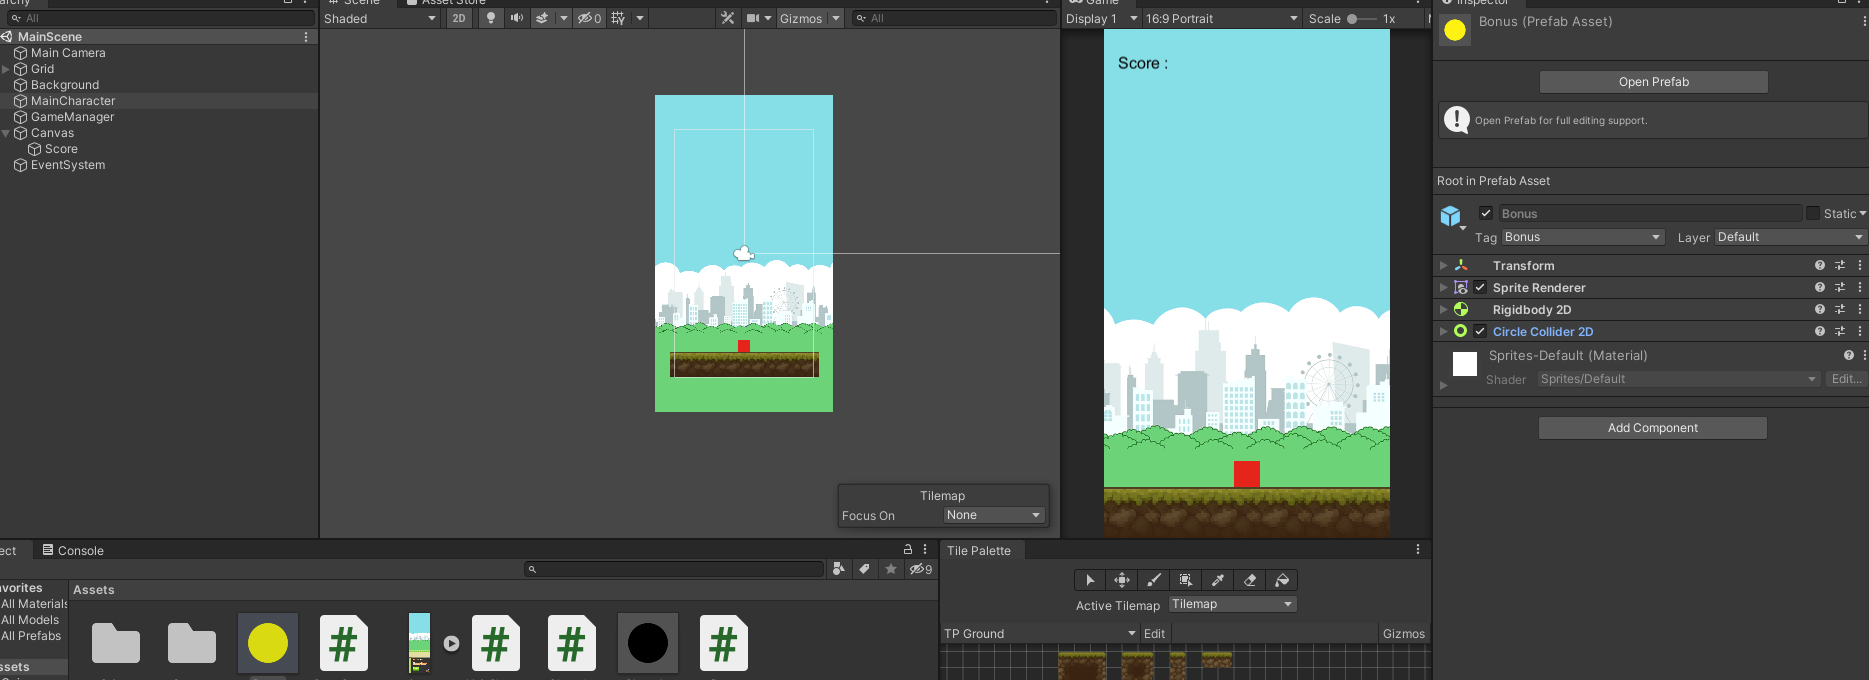 Scene
Asset Store
Game
Inspector
All
Shaded
2D
0
Gizmos
All
Display 1
16:9 Portrait
Scale
1x
Bonus (Prefab Asset)
Open Prefab
Open Prefab for full editing support.
MainScene
Main Camera
Grid
Background
MainCharacter
GameManager
Canvas
Score
EventSystem
Score :
Root in Prefab Asset
Bonus
Static
Tag
Bonus
Layer
Default
Transform
Sprite Renderer
Rigidbody 2D
Circle Collider 2D
Sprites-Default (Material)
Shader
Sprites/Default
Edit...
Add Component
Tilemap
Focus On
None
ect
Console
9
avorites
All Materials
All Models
All Prefabs
ssets
Assets
Tile Palette
Active Tilemap
Tilemap
TP Ground
Edit
Gizmos